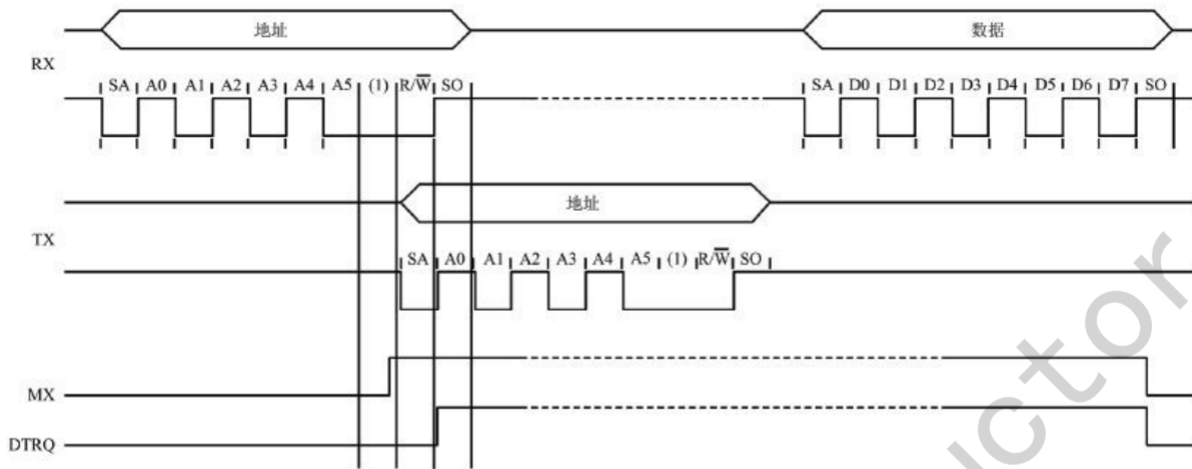 地址 数据
RX
SA A0 A1 A2 A3 A4 A5 (1) R/W̅ SO SA D0 D1 D2 D3 D4 D5 D6 D7 SO
地址
TX
SA A0 A1 A2 A3 A4 A5 (1) R/W̅ SO
MX
DTRQ
uctor